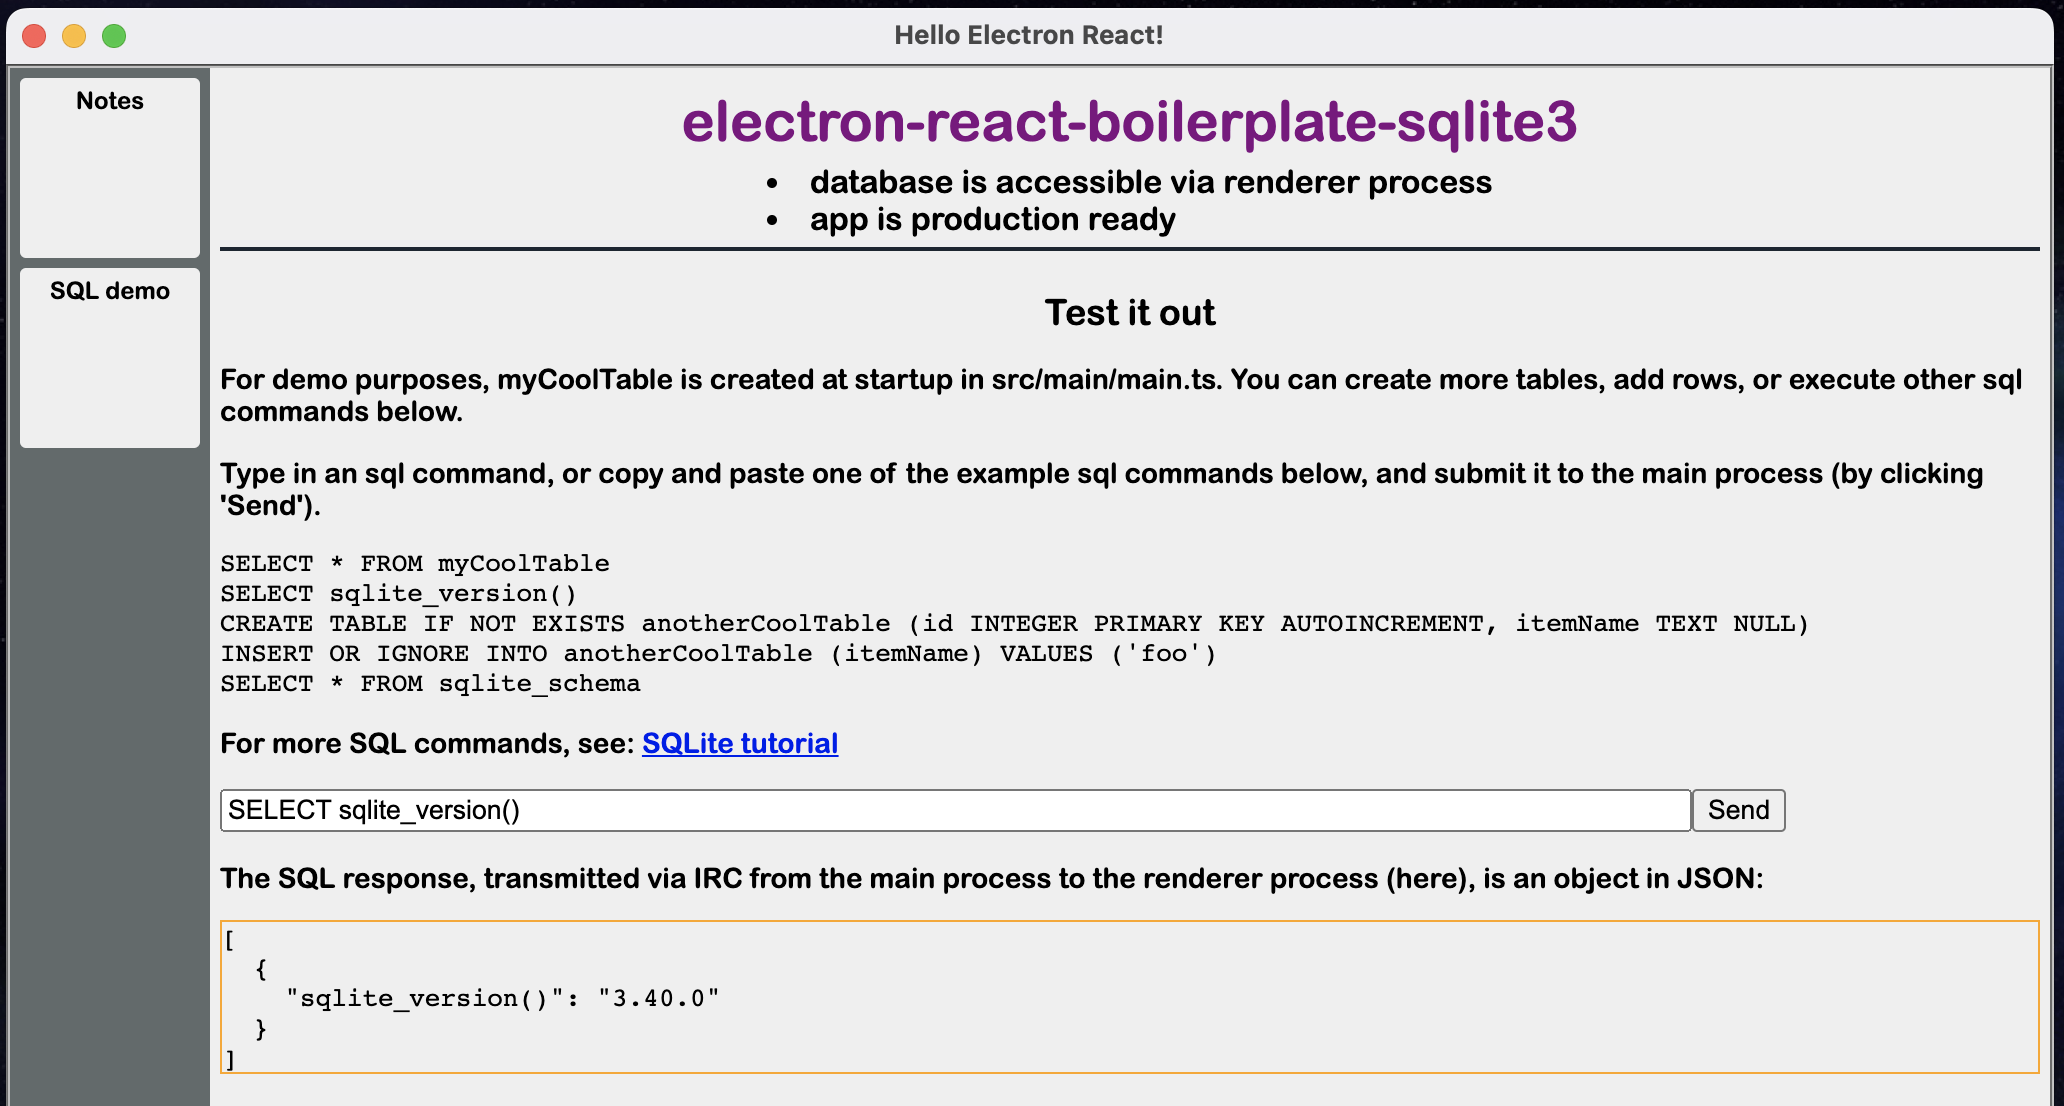 Hello Electron React!
Notes
SQL demo
electron-react-boilerplate-sqlite3
• database is accessible via renderer process
• app is production ready
Test it out
For demo purposes, myCoolTable is created at startup in src/main/main.ts. You can create more tables, add rows, or execute other sql
commands below.
Type in an sql command, or copy and paste one of the example sql commands below, and submit it to the main process (by clicking
'Send').
SELECT * FROM myCoolTable
SELECT sqlite_version()
CREATE TABLE IF NOT EXISTS anotherCoolTable (id INTEGER PRIMARY KEY AUTOINCREMENT, itemName TEXT NULL)
INSERT OR IGNORE INTO anotherCoolTable (itemName) VALUES ('foo')
SELECT * FROM sqlite_schema
For more SQL commands, see: SQLite tutorial
SELECT sqlite_version() Send
The SQL response, transmitted via IRC from the main process to the renderer process (here), is an object in JSON:
[
  {
    "sqlite_version()": "3.40.0"
  }
]